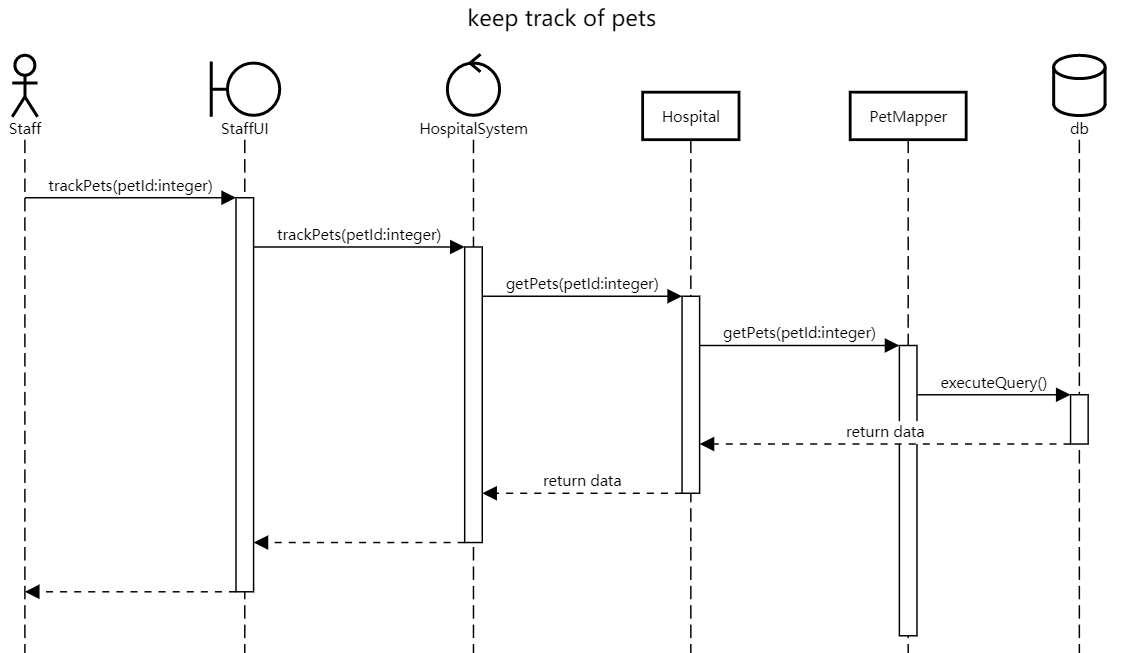 keep track of pets
Staff
StaffUI
HospitalSystem
Hospital
PetMapper
db
trackPets(petId:integer)
trackPets(petId:integer)
getPets(petId:integer)
getPets(petId:integer)
executeQuery()
return data
return data